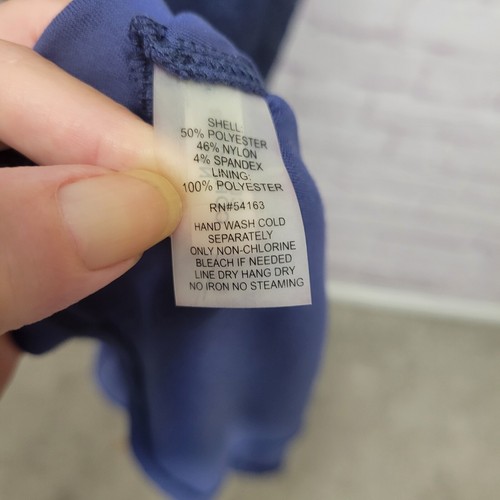 SHELL
50% POLYESTER
46% NYLON
4% SPANDEX
LINING:
100% POLYESTER
RN#54163
HAND WASH COLD
SEPARATELY
ONLY NON-CHLORINE
BLEACH IF NEEDED
LINE DRY HANG DRY
NO IRON NO STEAMING